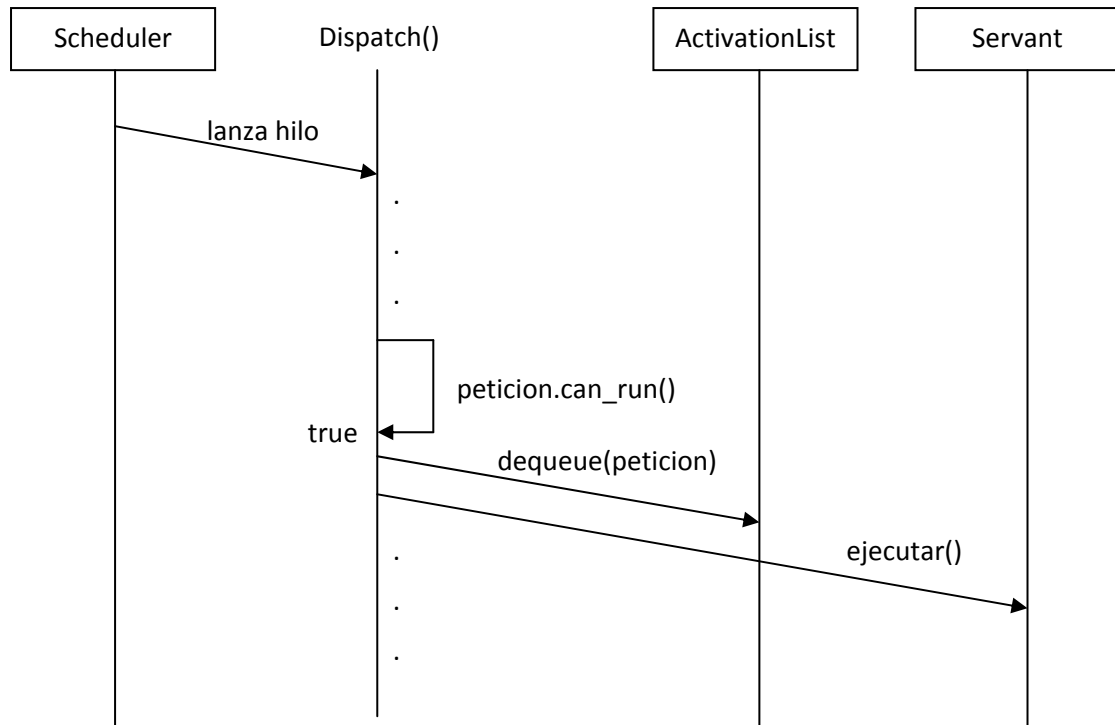 Scheduler
Dispatch()
ActivationList
Servant
lanza hilo
.
.
.
peticion.can_run()
true
dequeue(peticion)
ejecutar()
.
.
.